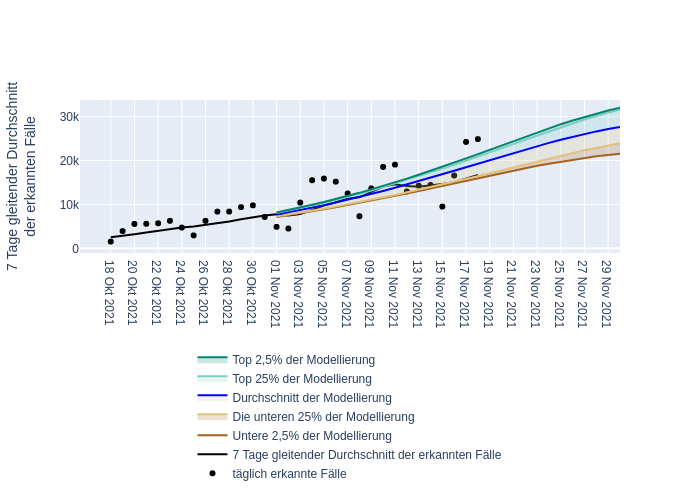 7 Tage gleitender Durchschnitt
der erkannten Fälle
30k
20k
10k
0
18 Okt 2021
20 Okt 2021
22 Okt 2021
24 Okt 2021
26 Okt 2021
28 Okt 2021
30 Okt 2021
01 Nov 2021
03 Nov 2021
05 Nov 2021
07 Nov 2021
09 Nov 2021
11 Nov 2021
13 Nov 2021
15 Nov 2021
17 Nov 2021
19 Nov 2021
21 Nov 2021
23 Nov 2021
25 Nov 2021
27 Nov 2021
29 Nov 2021
Top 2,5% der Modellierung
Top 25% der Modellierung
Durchschnitt der Modellierung
Die unteren 25% der Modellierung
Untere 2,5% der Modellierung
7 Tage gleitender Durchschnitt der erkannten Fälle
täglich erkannte Fälle